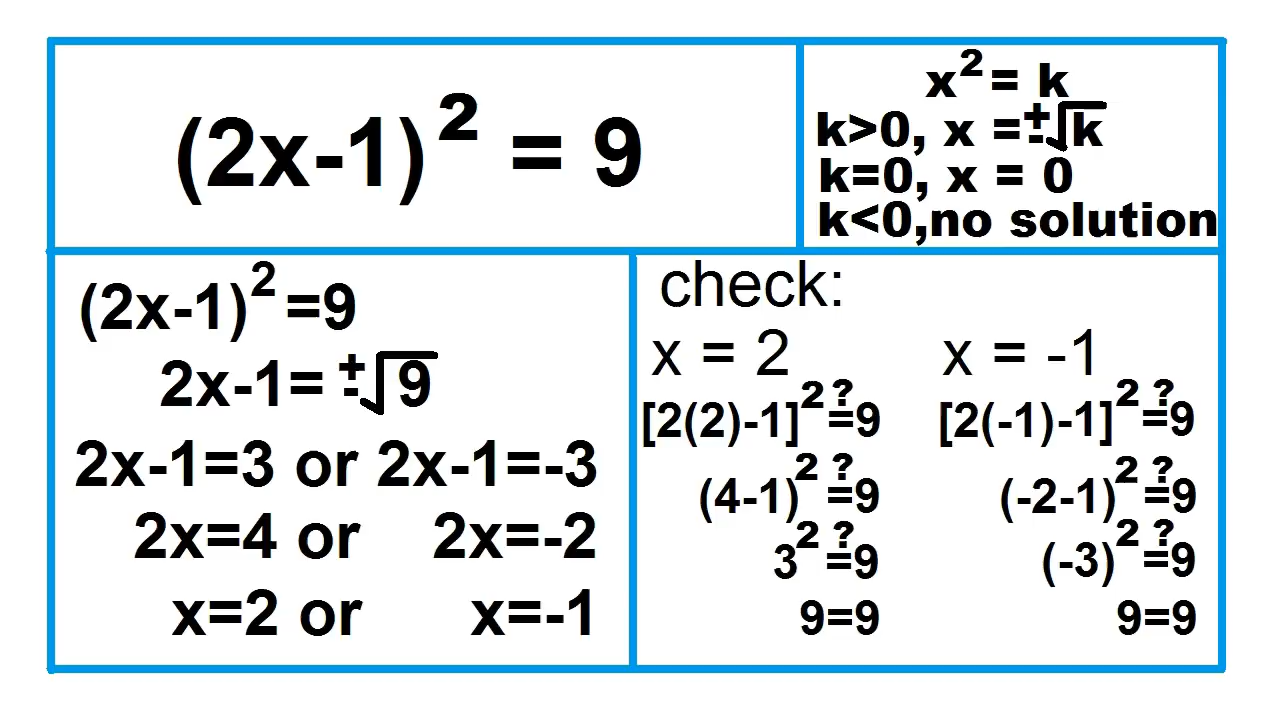 (2x-1)² = 9
x² = k
k>0, x = ±√k
k=0, x = 0
k<0,no solution
(2x-1)² =9
2x-1= ±√9
2x-1=3 or 2x-1=-3
2x=4 or 2x=-2
x=2 or x=-1
check:
x = 2
[2(2)-1]² ≟9
(4-1)² ≟9
3² ≟9
9=9
x = -1
[2(-1)-1]² ≟9
(-2-1)² ≟9
(-3)² ≟9
9=9